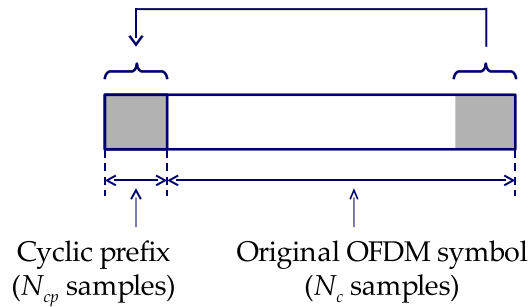 Cyclic prefix
(N_cp samples)
Original OFDM symbol
(N_c samples)